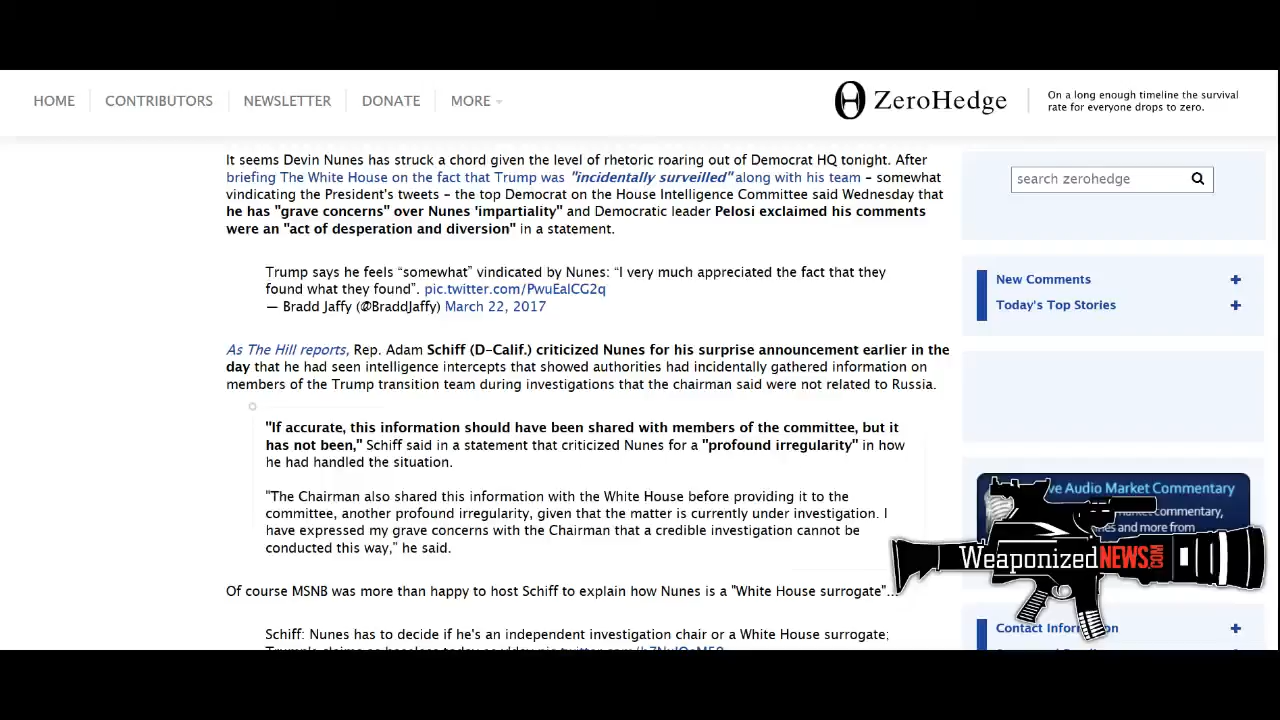 HOME
CONTRIBUTORS
NEWSLETTER
DONATE
MORE
ZeroHedge
On a long enough timeline the survival
rate for everyone drops to zero.
It seems Devin Nunes has struck a chord given the level of rhetoric roaring out of Democrat HQ tonight. After
briefing The White House on the fact that Trump was "incidentally surveilled" along with his team – somewhat
vindicating the President's tweets – the top Democrat on the House Intelligence Committee said Wednesday that
he has "grave concerns" over Nunes 'impartiality" and Democratic leader Pelosi exclaimed his comments
were an "act of desperation and diversion" in a statement.
Trump says he feels “somewhat” vindicated by Nunes: “I very much appreciated the fact that they
found what they found”. pic.twitter.com/PwuEalCG2q
— Bradd Jaffy (@BraddJaffy) March 22, 2017
As The Hill reports, Rep. Adam Schiff (D-Calif.) criticized Nunes for his surprise announcement earlier in the
day that he had seen intelligence intercepts that showed authorities had incidentally gathered information on
members of the Trump transition team during investigations that the chairman said were not related to Russia.
"If accurate, this information should have been shared with members of the committee, but it
has not been," Schiff said in a statement that criticized Nunes for a "profound irregularity" in how
he had handled the situation.
"The Chairman also shared this information with the White House before providing it to the
committee, another profound irregularity, given that the matter is currently under investigation. I
have expressed my grave concerns with the Chairman that a credible investigation cannot be
conducted this way,” he said.
Of course MSNB was more than happy to host Schiff to explain how Nunes is a "White House surrogate"...
Schiff: Nunes has to decide if he's an independent investigation chair or a White House surrogate;
search zerohedge
New Comments
Today's Top Stories
Audio Market Commentary
commentary,
and more from
WeaponizedNEWS.COM
Contact